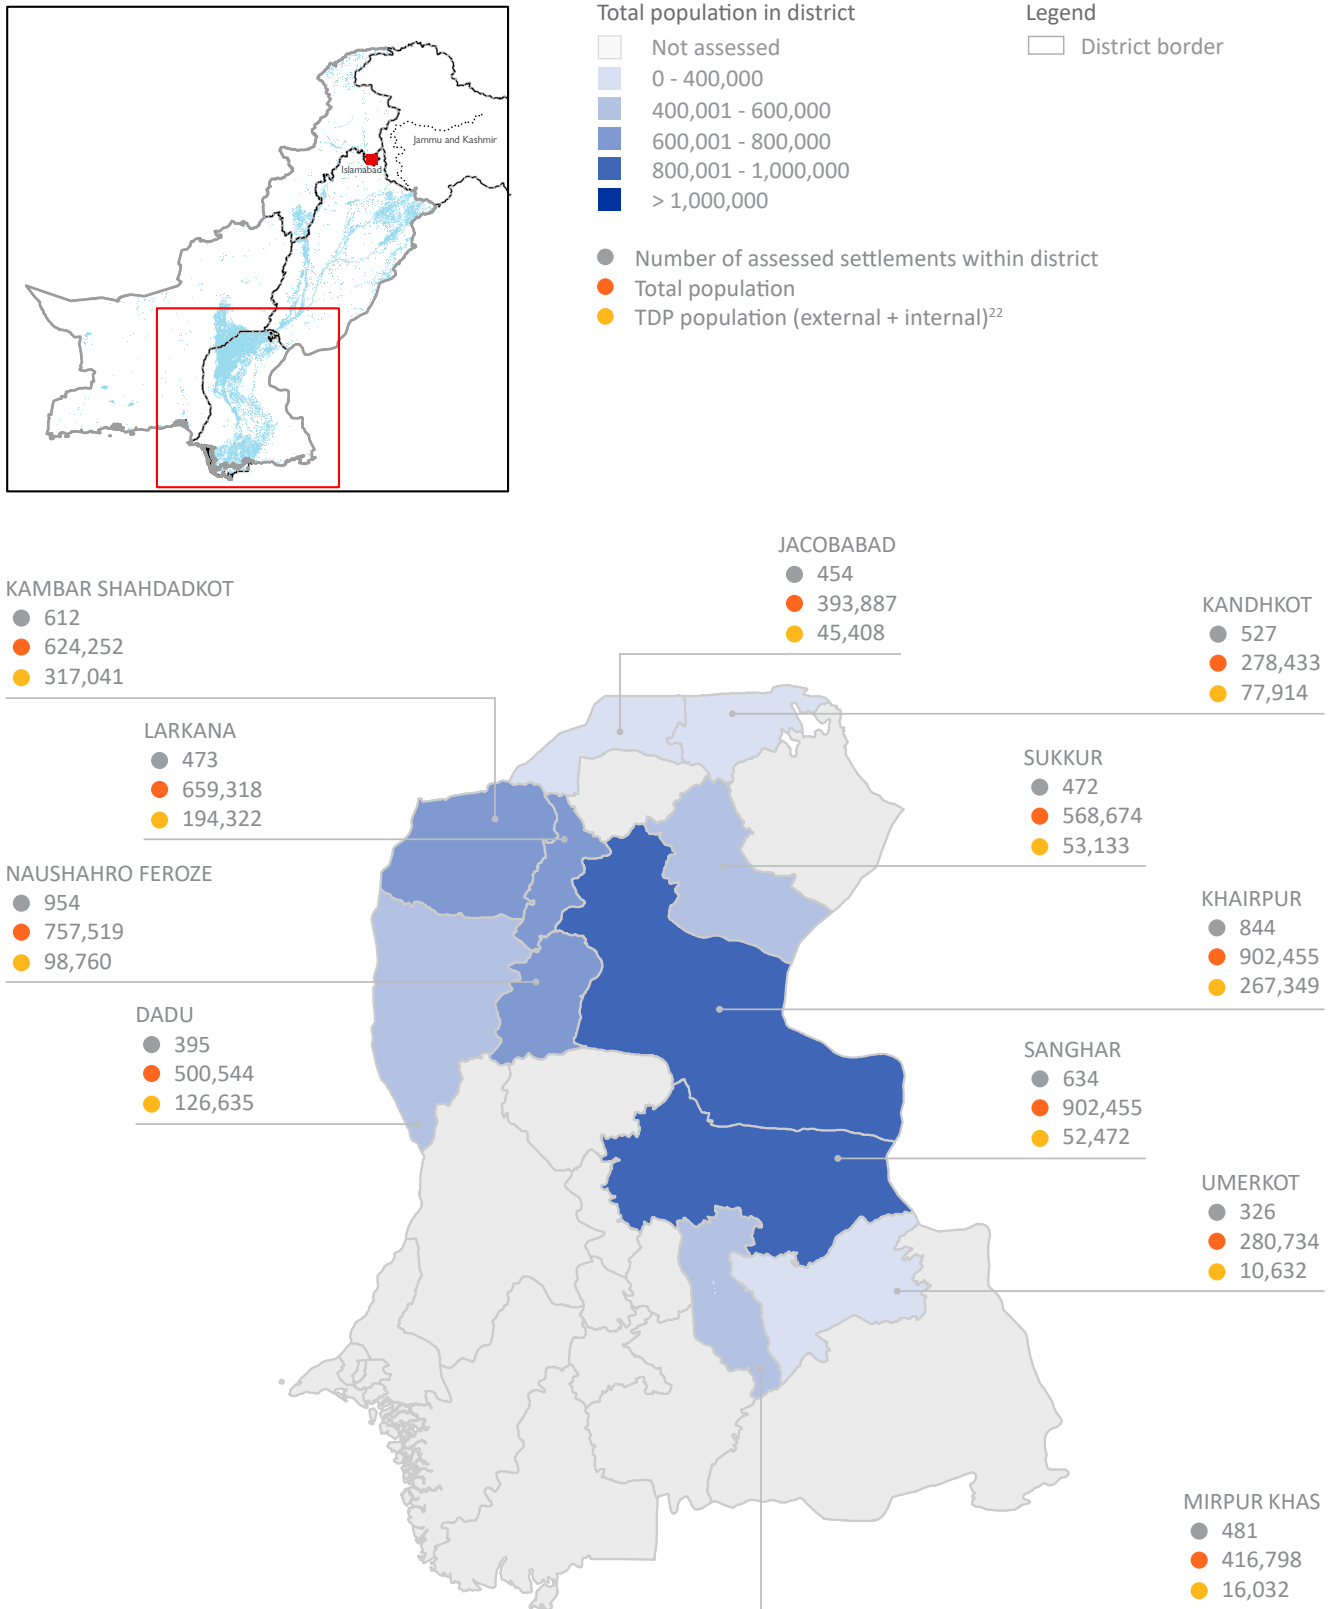 Total population in district
Not assessed
0 - 400,000
400,001 - 600,000
600,001 - 800,000
800,001 - 1,000,000
> 1,000,000
Legend
District border
Number of assessed settlements within district
Total population
TDP population (external + internal)22
Jammu and Kashmir
Islamabad
JACOBABAD
454
393,887
45,408
KAMBAR SHAHDADKOT
612
624,252
317,041
KANDHKOT
527
278,433
77,914
LARKANA
473
659,318
194,322
SUKKUR
472
568,674
53,133
NAUSHAHRO FEROZE
954
757,519
98,760
KHAIRPUR
844
902,455
267,349
DADU
395
500,544
126,635
SANGHAR
634
902,455
52,472
UMERKOT
326
280,734
10,632
MIRPUR KHAS
481
416,798
16,032